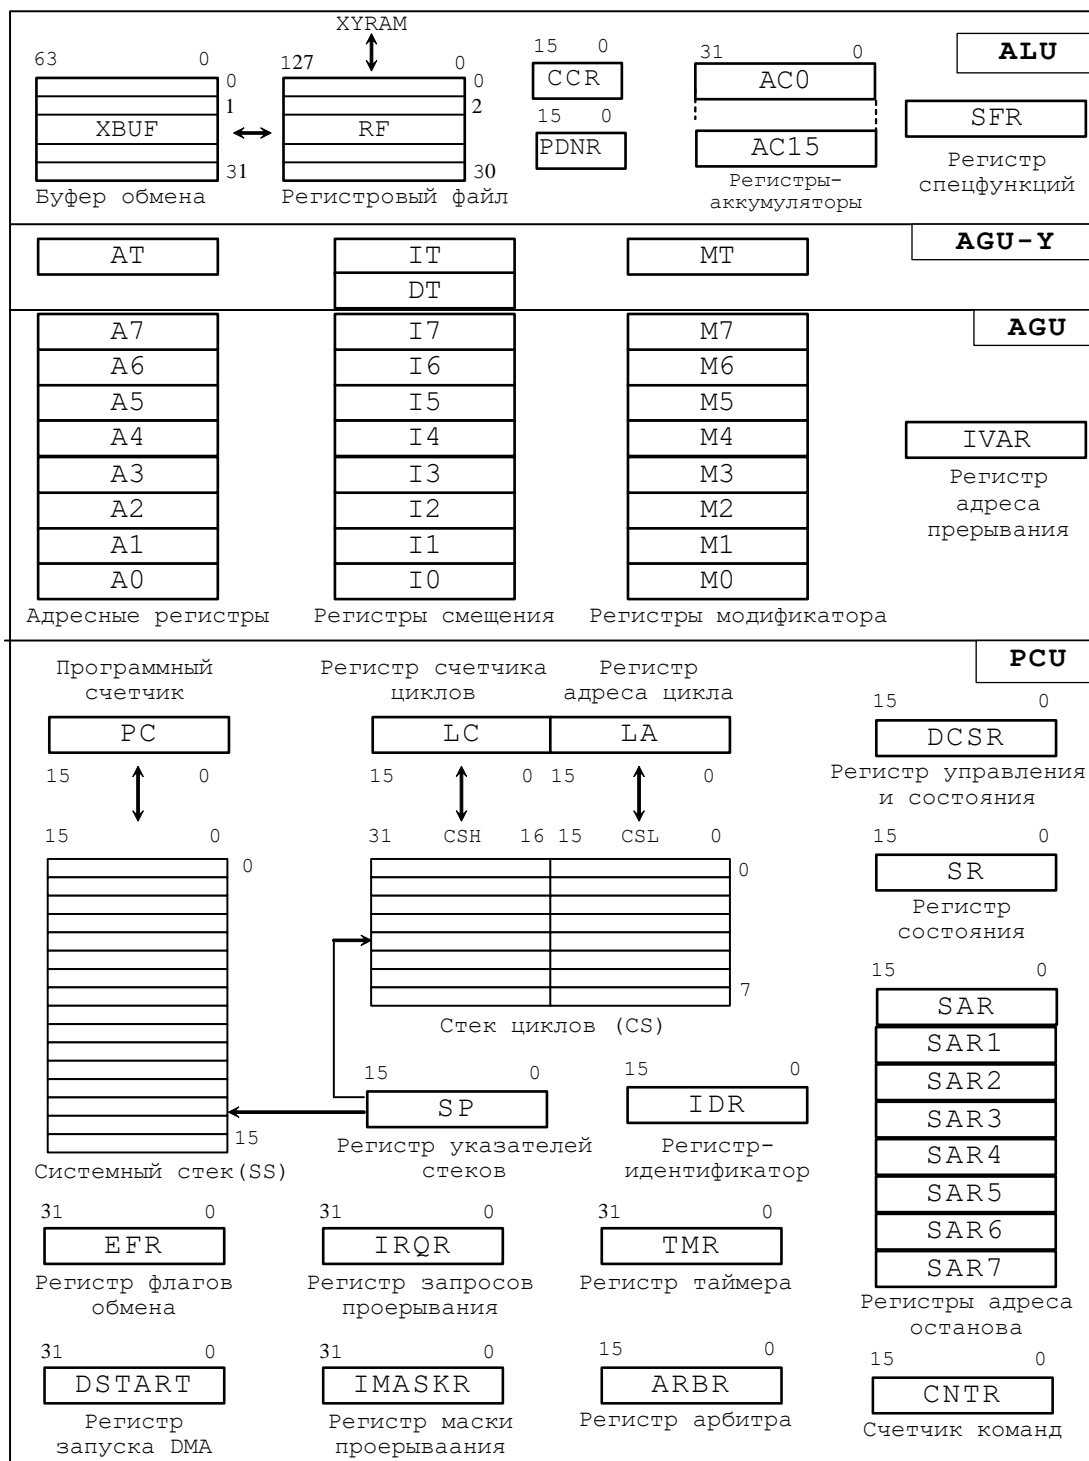 XYRAM
63 0 127 0 15 0 31 0 ALU
0 0 CCR AC0
1 2 15 0 SFR
XBUF RF PDNR AC15
31 30
Буфер обмена Регистровый файл Регистры-
аккумуляторы Регистр
спецфункций
AT IT MT AGU-Y
DT
A7 I7 M7 AGU
A6 I6 M6
A5 I5 M5
A4 I4 M4 IVAR
A3 I3 M3 Регистр
A2 I2 M2 адреса
A1 I1 M1 прерывания
A0 I0 M0
Адресные регистры Регистры смещения Регистры модификатора
PCU
Программный Регистр счетчика Регистр
счетчик циклов адреса цикла
15 0
PC LC LA DCSR
15 0 15 0 15 0 Регистр управления
и состояния
15 0 31 CSH 16 15 CSL 0 15 0
0 0 SR
Регистр
состояния
7 15 0
Стек циклов (CS) SAR
SAR1
15 0 15 0 SAR2
SP IDR SAR3
15 Регистр указателей Регистр- SAR4
Системный стек(SS) стеков идентификатор SAR5
31 0 31 0 31 0 SAR6
EFR IRQR TMR SAR7
Регистр флагов Регистр запросов Регистр таймера Регистры адреса
обмена проерывания останова
31 0 31 0 15 0 15 0
DSTART IMASKR ARBR CNTR
Регистр Регистр маски Регистр арбитра Счетчик команд
запуска DMA проерываания